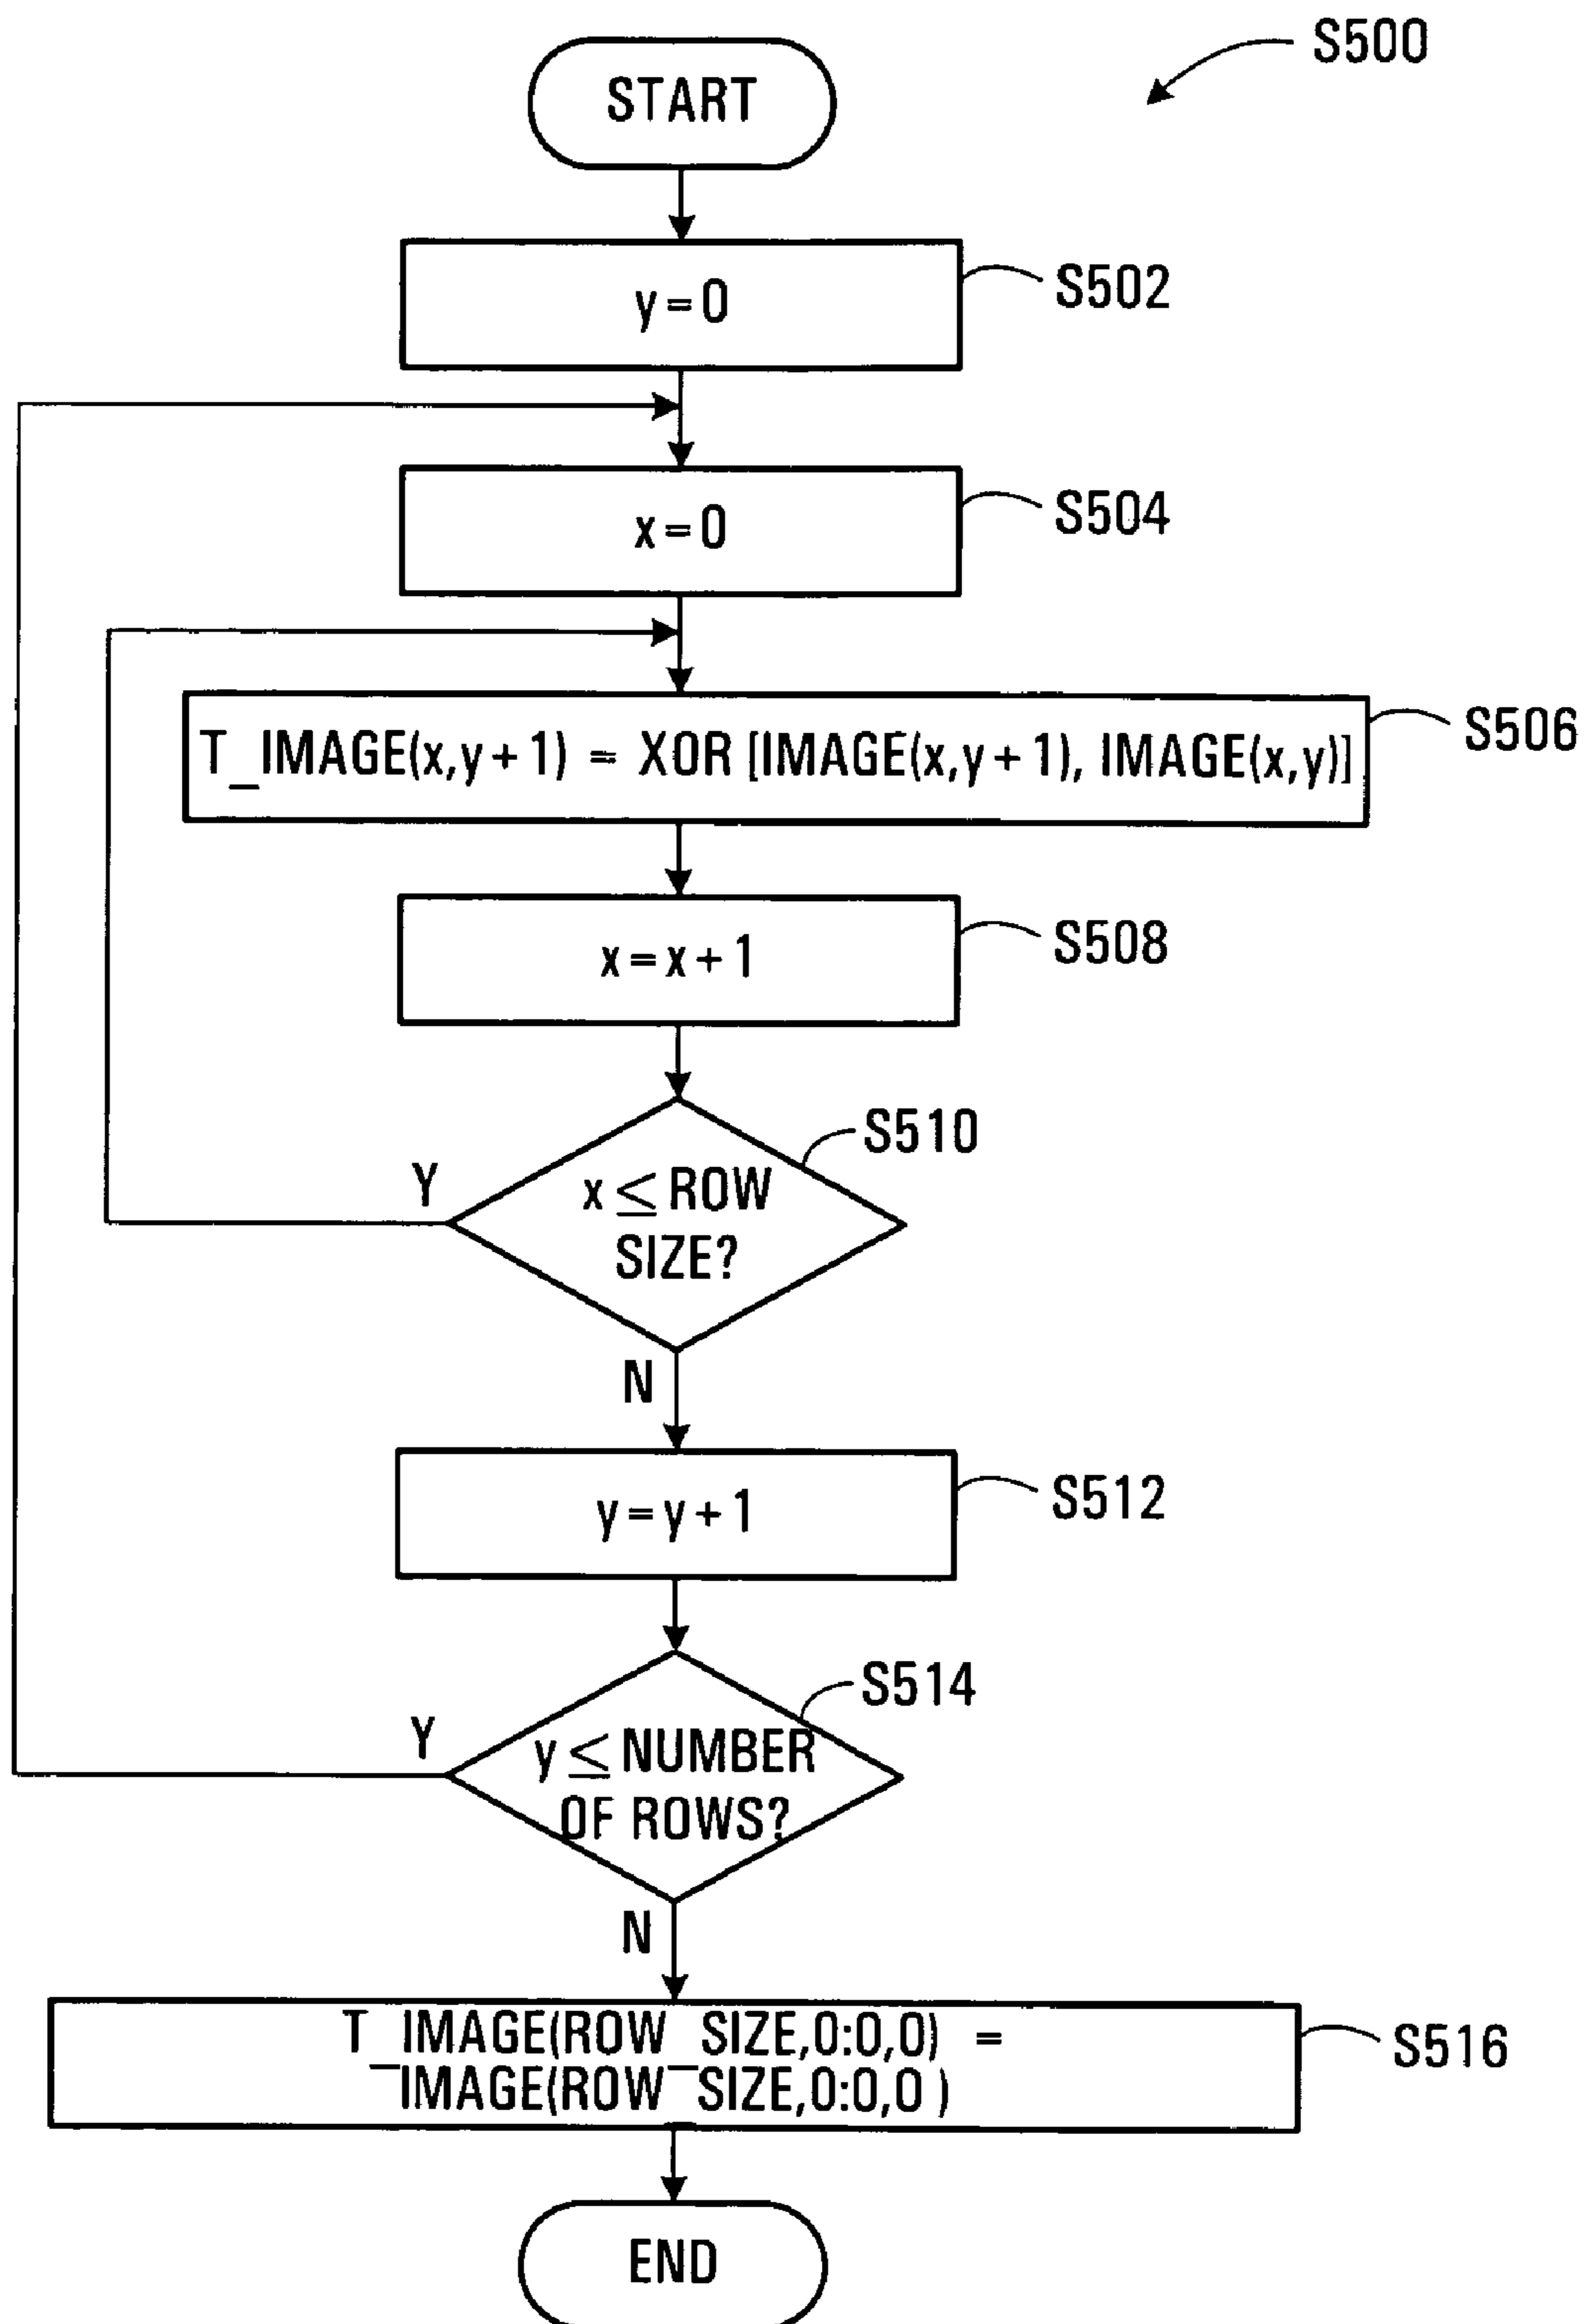 S500
START
y=0
S502
x=0
S504
T_IMAGE(x,y+1) = XOR [IMAGE(x,y+1), IMAGE(x,y)]
S506
x=x+1
S508
S510
x ≤ ROW
SIZE?
Y
N
y=y+1
S512
S514
y ≤ NUMBER
OF ROWS?
Y
N
T_IMAGE(ROW_SIZE,0:0,0) =
IMAGE(ROW_SIZE,0:0,0)
S516
END